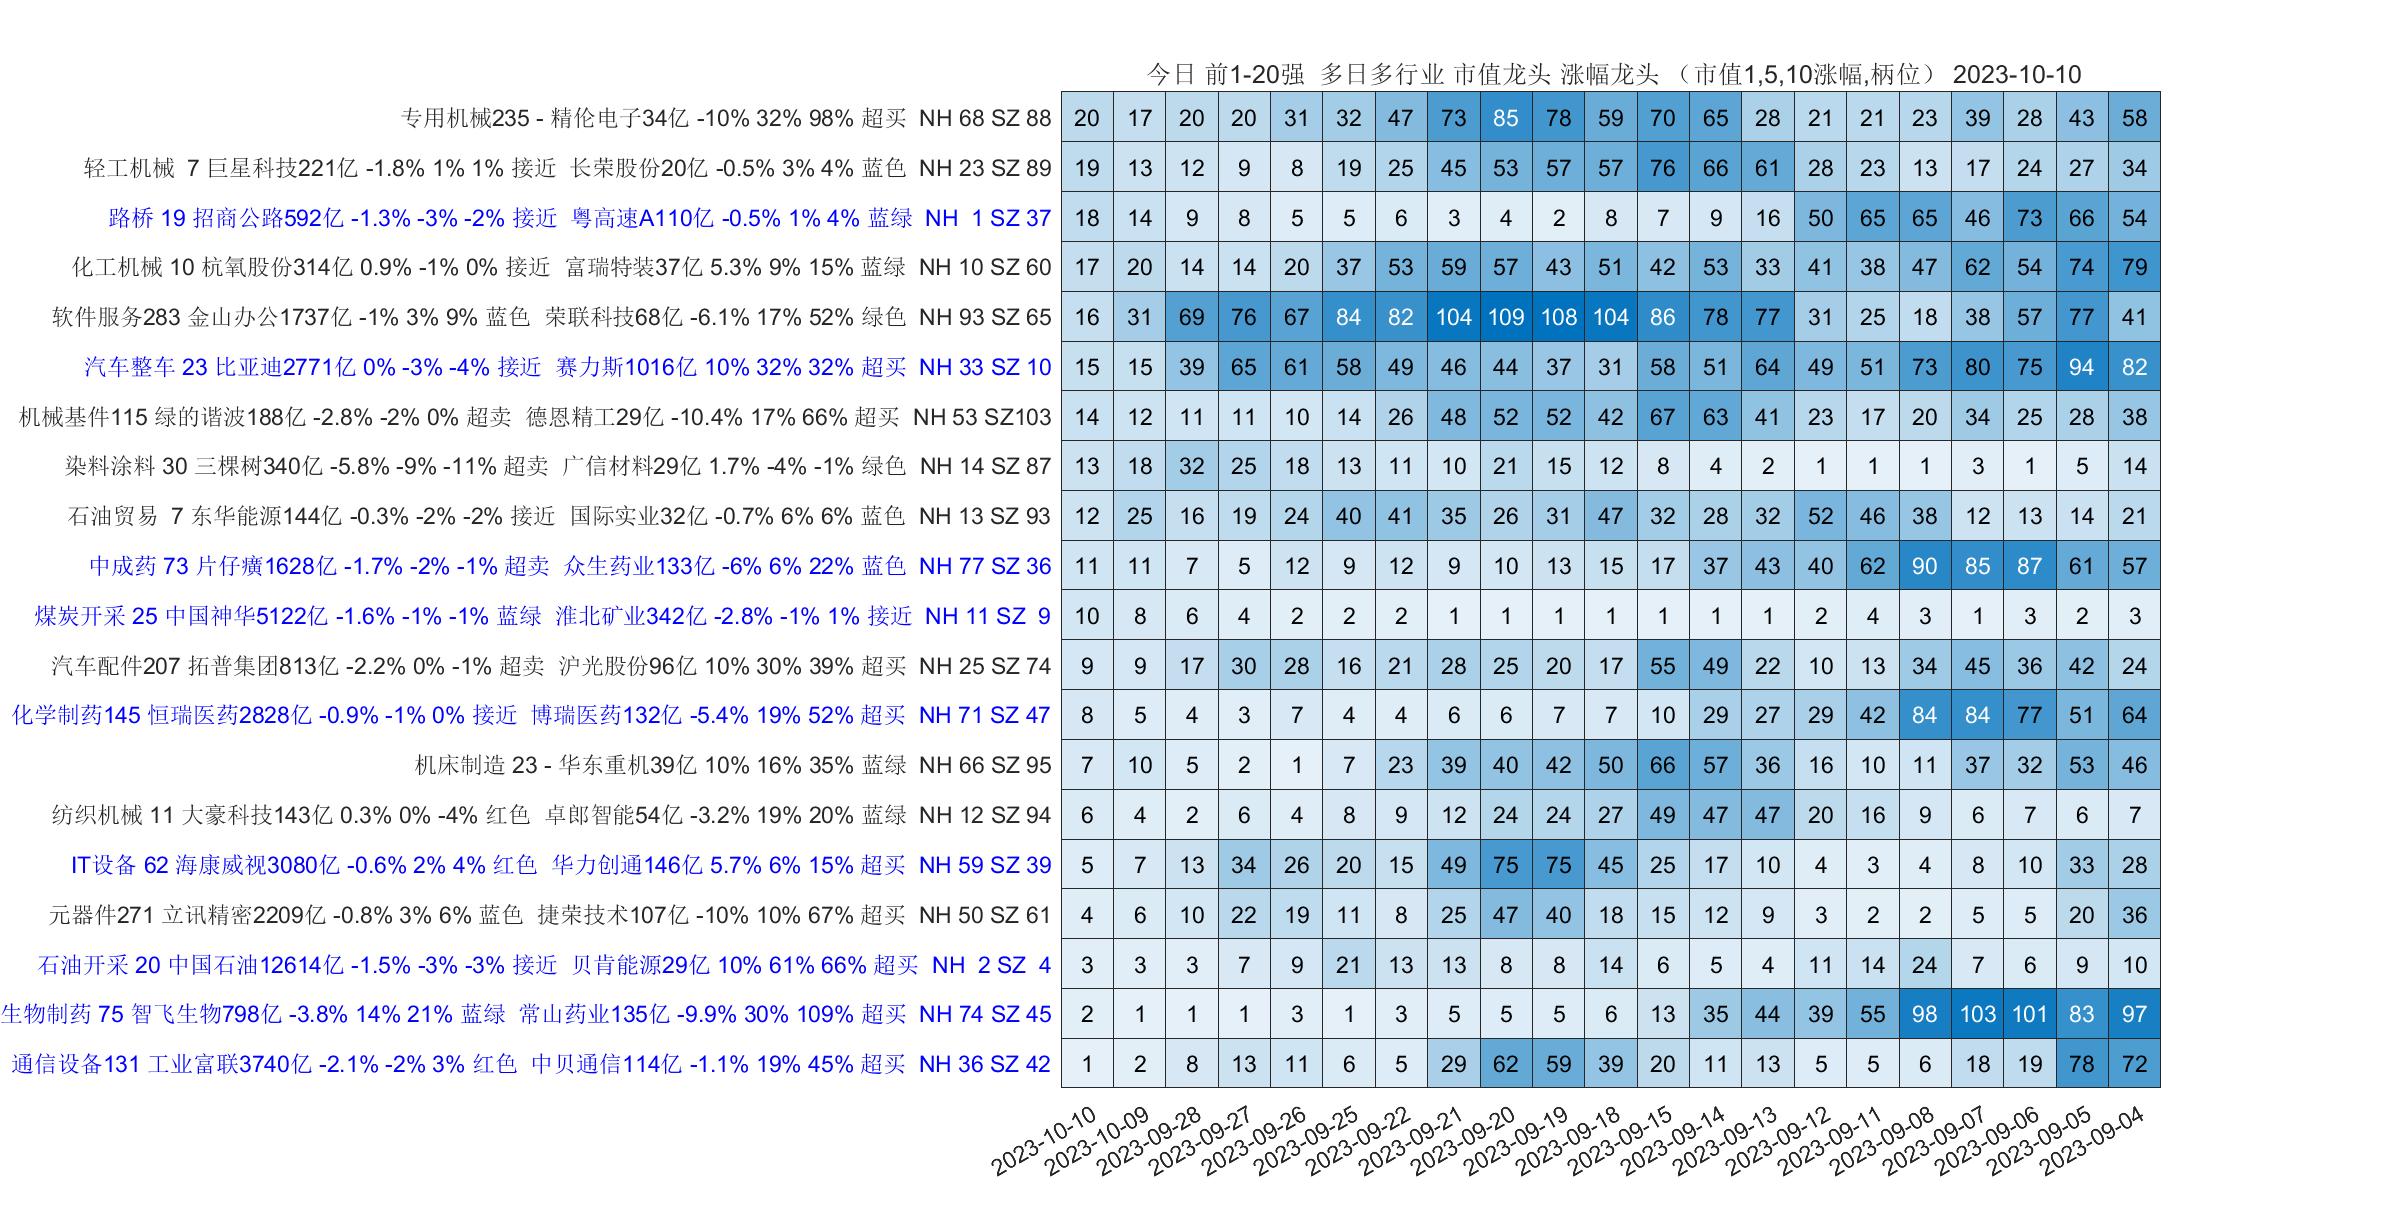 今日 前1-20强 多日多行业 市值龙头 涨幅龙头 （市值1,5,10涨幅,柄位） 2023-10-10
专用机械235 - 精伦电子34亿 -10% 32% 98% 超买 NH 68 SZ 88 20 17 20 20 31 32 47 73 85 78 59 70 65 28 21 21 23 39 28 43 58
轻工机械 7 巨星科技221亿 -1.8% 1% 1% 接近 长荣股份20亿 -0.5% 3% 4% 蓝色 NH 23 SZ 89 19 13 12 9 8 19 25 45 53 57 57 76 66 61 28 23 13 17 24 27 34
路桥 19 招商公路592亿 -1.3% -3% -2% 接近 粤高速A110亿 -0.5% 1% 4% 蓝绿 NH 1 SZ 37 18 14 9 8 5 5 6 3 4 2 8 7 9 16 50 65 65 46 73 66 54
化工机械 10 杭氧股份314亿 0.9% -1% 0% 接近 富瑞特装37亿 5.3% 9% 15% 蓝绿 NH 10 SZ 60 17 20 14 14 20 37 53 59 57 43 51 42 53 33 41 38 47 62 54 74 79
软件服务283 金山办公1737亿 -1% 3% 9% 蓝色 荣联科技68亿 -6.1% 17% 52% 绿色 NH 93 SZ 65 16 31 69 76 67 84 82 104 109 108 104 86 78 77 31 25 18 38 57 77 41
汽车整车 23 比亚迪2771亿 0% -3% -4% 接近 赛力斯1016亿 10% 32% 32% 超买 NH 33 SZ 10 15 15 39 65 61 58 49 46 44 37 31 58 51 64 49 51 73 80 75 94 82
机械基件115 绿的谐波188亿 -2.8% -2% 0% 超卖 德恩精工29亿 -10.4% 17% 66% 超买 NH 53 SZ103 14 12 11 11 10 14 26 48 52 52 42 67 63 41 23 17 20 34 25 28 38
染料涂料 30 三棵树340亿 -5.8% -9% -11% 超卖 广信材料29亿 1.7% -4% -1% 绿色 NH 14 SZ 87 13 18 32 25 18 13 11 10 21 15 12 8 4 2 1 1 1 3 1 5 14
石油贸易 7 东华能源144亿 -0.3% -2% -2% 接近 国际实业32亿 -0.7% 6% 6% 蓝色 NH 13 SZ 93 12 25 16 19 24 40 41 35 26 31 47 32 28 32 52 46 38 12 13 14 21
中成药 73 片仔癀1628亿 -1.7% -2% -1% 超卖 众生药业133亿 -6% 6% 22% 蓝色 NH 77 SZ 36 11 11 7 5 12 9 12 9 10 13 15 17 37 43 40 62 90 85 87 61 57
煤炭开采 25 中国神华5122亿 -1.6% -1% -1% 蓝绿 淮北矿业342亿 -2.8% -1% 1% 接近 NH 11 SZ 9 10 8 6 4 2 2 2 1 1 1 1 1 1 1 2 4 3 1 3 2 3
汽车配件207 拓普集团813亿 -2.2% 0% -1% 超卖 沪光股份96亿 10% 30% 39% 超买 NH 25 SZ 74 9 9 17 30 28 16 21 28 25 20 17 55 49 22 10 13 34 45 36 42 24
化学制药145 恒瑞医药2828亿 -0.9% -1% 0% 接近 博瑞医药132亿 -5.4% 19% 52% 超买 NH 71 SZ 47 8 5 4 3 7 4 4 6 6 7 7 10 29 27 29 42 84 84 77 51 64
机床制造 23 - 华东重机39亿 10% 16% 35% 蓝绿 NH 66 SZ 95 7 10 5 2 1 7 23 39 40 42 50 66 57 36 16 10 11 37 32 53 46
纺织机械 11 大豪科技143亿 0.3% 0% -4% 红色 卓郎智能54亿 -3.2% 19% 20% 蓝绿 NH 12 SZ 94 6 4 2 6 4 8 9 12 24 24 27 49 47 47 20 16 9 6 7 6 7
IT设备 62 海康威视3080亿 -0.6% 2% 4% 红色 华力创通146亿 5.7% 6% 15% 超买 NH 59 SZ 39 5 7 13 34 26 20 15 49 75 75 45 25 17 10 4 3 4 8 10 33 28
元器件271 立讯精密2209亿 -0.8% 3% 6% 蓝色 捷荣技术107亿 -10% 10% 67% 超买 NH 50 SZ 61 4 6 10 22 19 11 8 25 47 40 18 15 12 9 3 2 2 5 5 20 36
石油开采 20 中国石油12614亿 -1.5% -3% -3% 接近 贝肯能源29亿 10% 61% 66% 超买 NH 2 SZ 4 3 3 3 7 9 21 13 13 8 8 14 6 5 4 11 14 24 7 6 9 10
生物制药 75 智飞生物798亿 -3.8% 14% 21% 蓝绿 常山药业135亿 -9.9% 30% 109% 超买 NH 74 SZ 45 2 1 1 1 3 1 3 5 5 5 6 13 35 44 39 55 98 103 101 83 97
通信设备131 工业富联3740亿 -2.1% -2% 3% 红色 中贝通信114亿 -1.1% 19% 45% 超买 NH 36 SZ 42 1 2 8 13 11 6 5 29 62 59 39 20 11 13 5 5 6 18 19 78 72
2023-10-10 2023-10-09 2023-09-28 2023-09-27 2023-09-26 2023-09-25 2023-09-22 2023-09-21 2023-09-20 2023-09-19 2023-09-18 2023-09-15 2023-09-14 2023-09-13 2023-09-12 2023-09-11 2023-09-08 2023-09-07 2023-09-06 2023-09-05 2023-09-04